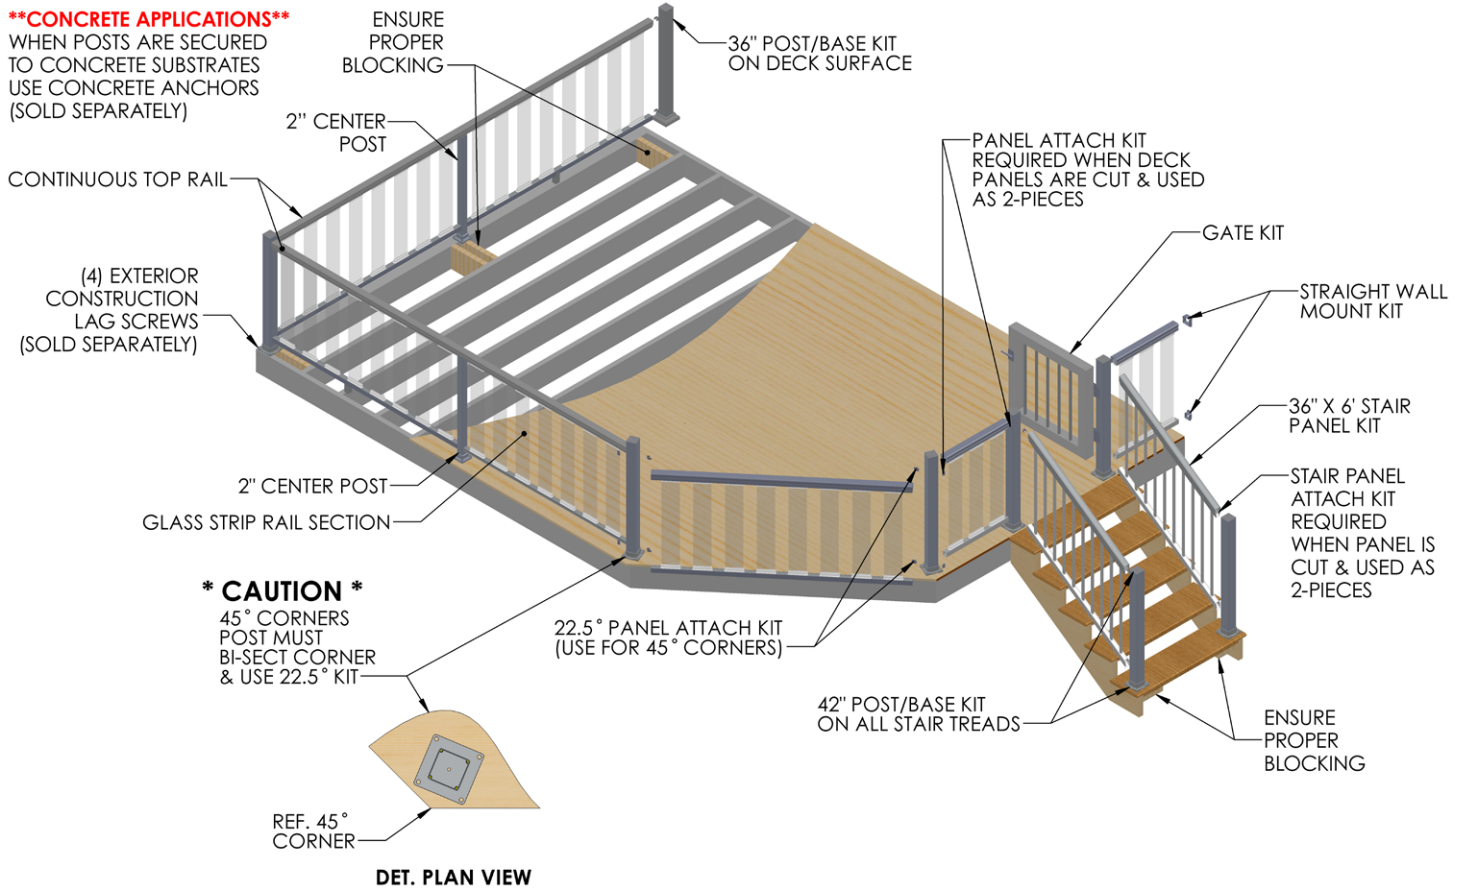 **CONCRETE APPLICATIONS**
WHEN POSTS ARE SECURED
TO CONCRETE SUBSTRATES
USE CONCRETE ANCHORS
(SOLD SEPARATELY)
ENSURE
PROPER
BLOCKING
36" POST/BASE KIT
ON DECK SURFACE
2" CENTER
POST
CONTINUOUS TOP RAIL
PANEL ATTACH KIT
REQUIRED WHEN DECK
PANELS ARE CUT & USED
AS 2-PIECES
GATE KIT
(4) EXTERIOR
CONSTRUCTION
LAG SCREWS
(SOLD SEPARATELY)
STRAIGHT WALL
MOUNT KIT
36" X 6' STAIR
PANEL KIT
2" CENTER POST
GLASS STRIP RAIL SECTION
STAIR PANEL
ATTACH KIT
REQUIRED
WHEN PANEL IS
CUT & USED AS
2-PIECES
* CAUTION *
45° CORNERS
POST MUST
BI-SECT CORNER
& USE 22.5° KIT
22.5° PANEL ATTACH KIT
(USE FOR 45° CORNERS)
42" POST/BASE KIT
ON ALL STAIR TREADS
ENSURE
PROPER
BLOCKING
REF. 45°
CORNER
DET. PLAN VIEW